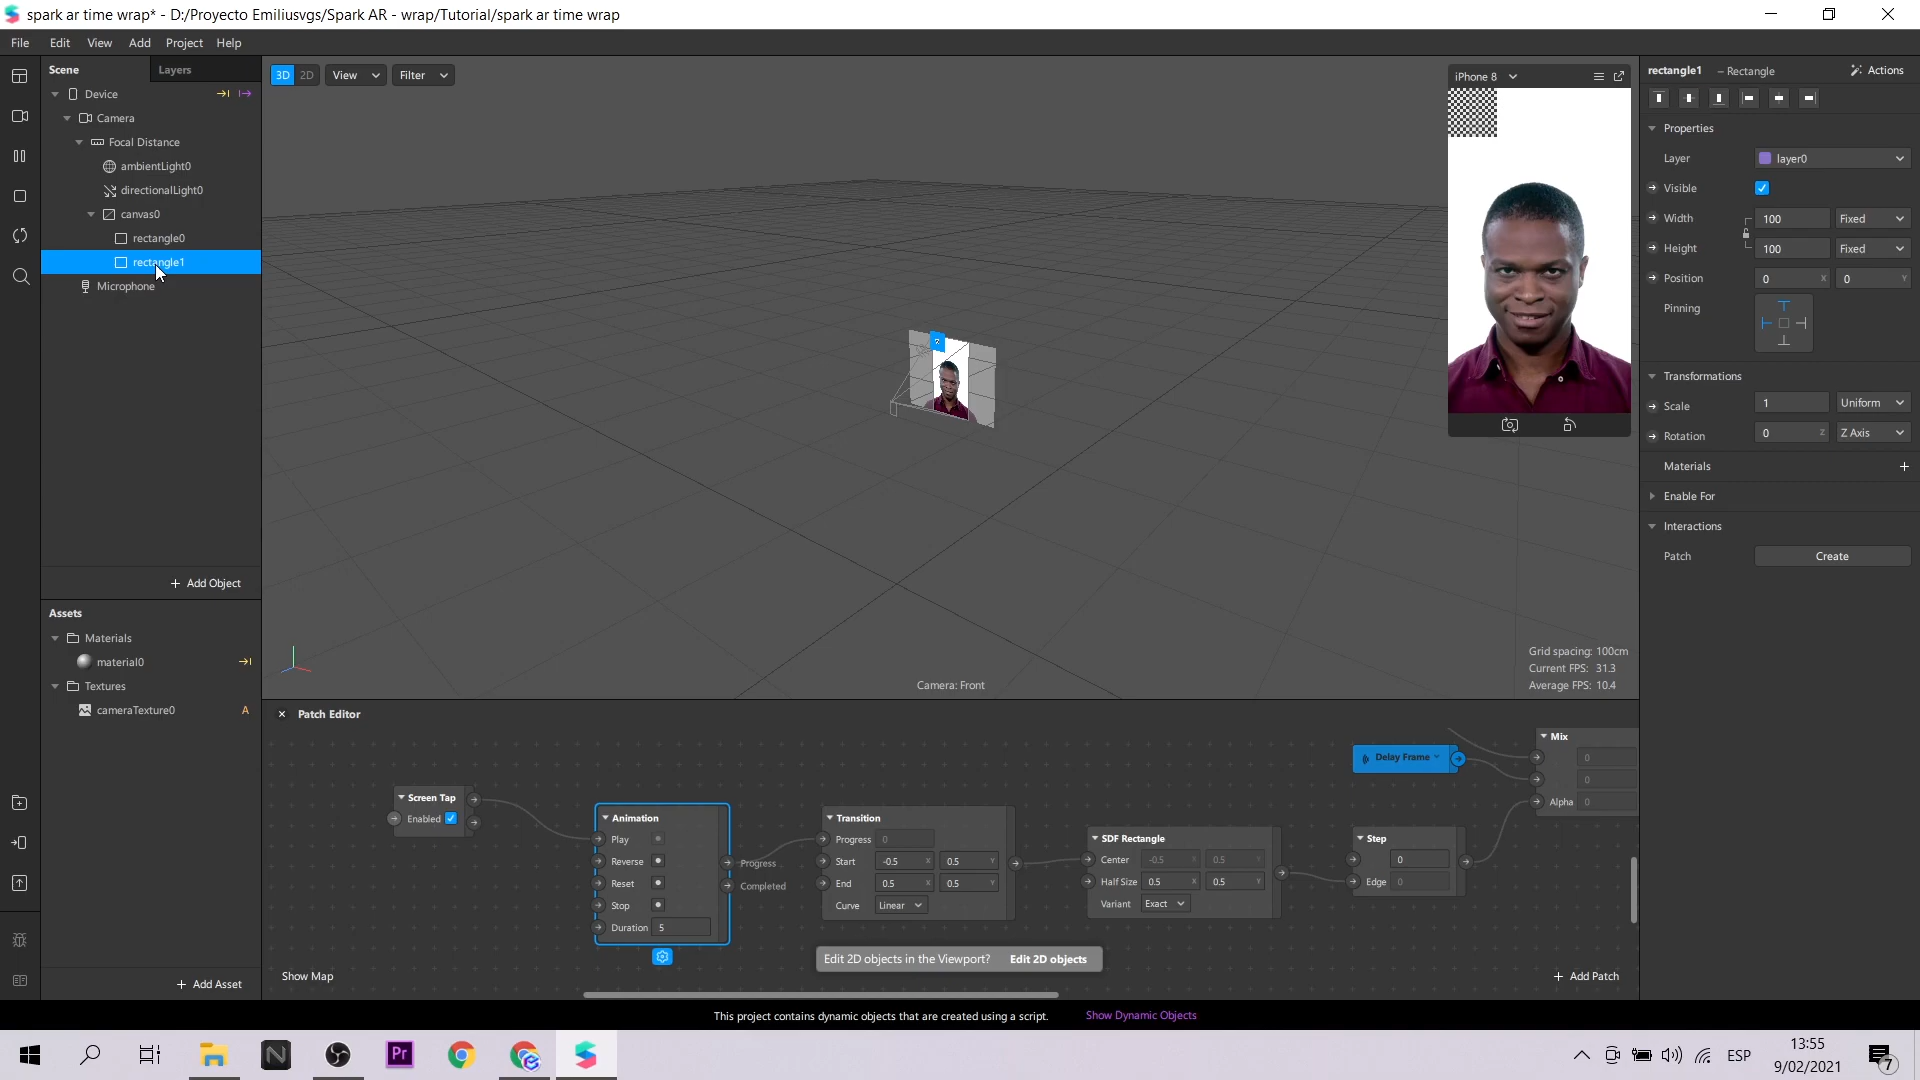 spark ar time wrap* - D:/Proyecto Emiliusvgs/Spark AR - wrap/Tutorial/spark ar time wrap
File Edit View Add Project Help
Scene Layers
Device
Camera
Focal Distance
ambientLight0
directionalLight0
canvas0
rectangle0
rectangle1
Microphone
+ Add Object
Assets
Materials
material0
Textures
cameraTexture0 A
+ Add Asset
3D 2D View Filter
iPhone 8
Grid spacing: 100cm
Current FPS: 31.3
Average FPS: 10.4
Camera: Front
rectangle1 - Rectangle Actions
Properties
Layer layer0
Visible
Width 100 Fixed
Height 100 Fixed
Position 0 X 0 Y
Pinning
Transformations
Scale 1 Uniform
Rotation 0 Z Z Axis
Materials +
Enable For
Interactions
Patch Create
Patch Editor
Screen Tap
Enabled
Animation
Play
Reverse
Reset
Stop
Duration 5
Progress
Completed
Transition
Progress 0
Start -0.5 X 0.5 Y
End 0.5 X 0.5 Y
Curve Linear
SDF Rectangle
Center -0.5 X 0.5 Y
Half Size 0.5 X 0.5 Y
Variant Exact
Delay Frame
Step
0
Edge 0
Mix
0
0
Alpha 0
Edit 2D objects in the Viewport? Edit 2D objects
Show Map
+ Add Patch
This project contains dynamic objects that are created using a script. Show Dynamic Objects
N
Pr
ESP
13:55
9/02/2021
7